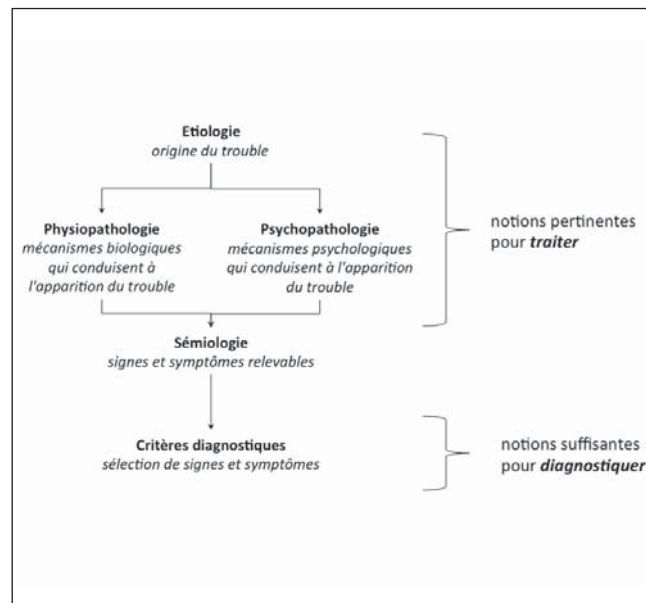 Etiologie
origine du trouble
Physiopathologie
mécanismes biologiques
qui conduisent à
l'apparition du trouble
Psychopathologie
mécanismes psychologiques
qui conduisent à l'apparition
du trouble
notions pertinentes
pour traiter
Sémiologie
signes et symptômes relevables
Critères diagnostiques
sélection de signes et symptômes
notions suffisantes
pour diagnostiquer